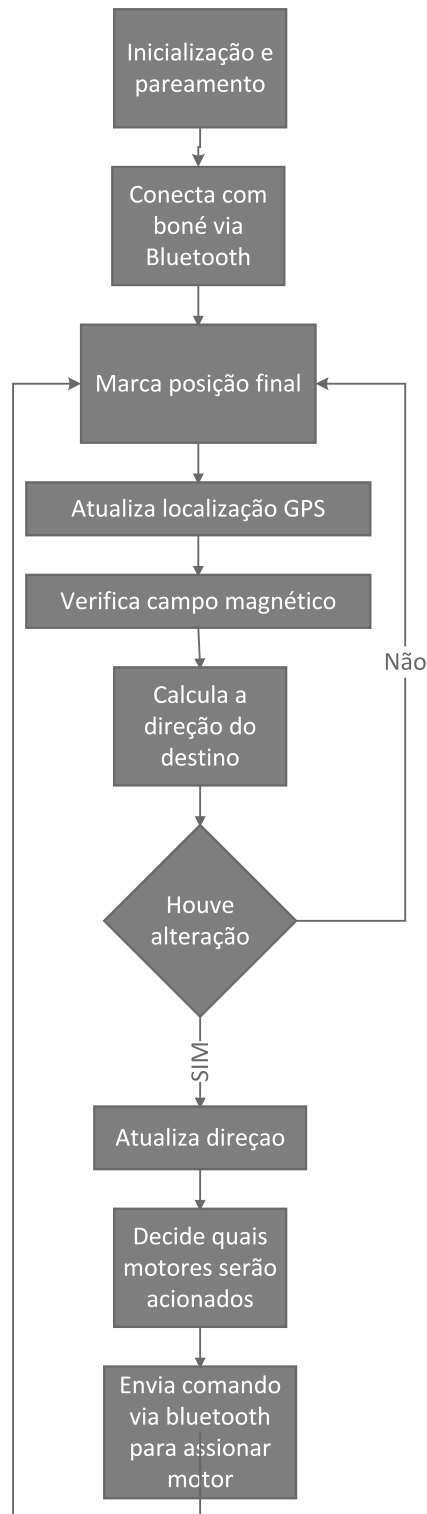 Inicialização e
pareamento
Conecta com
boné via
Bluetooth
Marca posição final
Atualiza localização GPS
Verifica campo magnético
Não
Calcula a
direção do
destino
Houve
alteração
SIM
Atualiza direçao
Decide quais
motores serão
acionados
Envia comando
via bluetooth
para assionar
motor